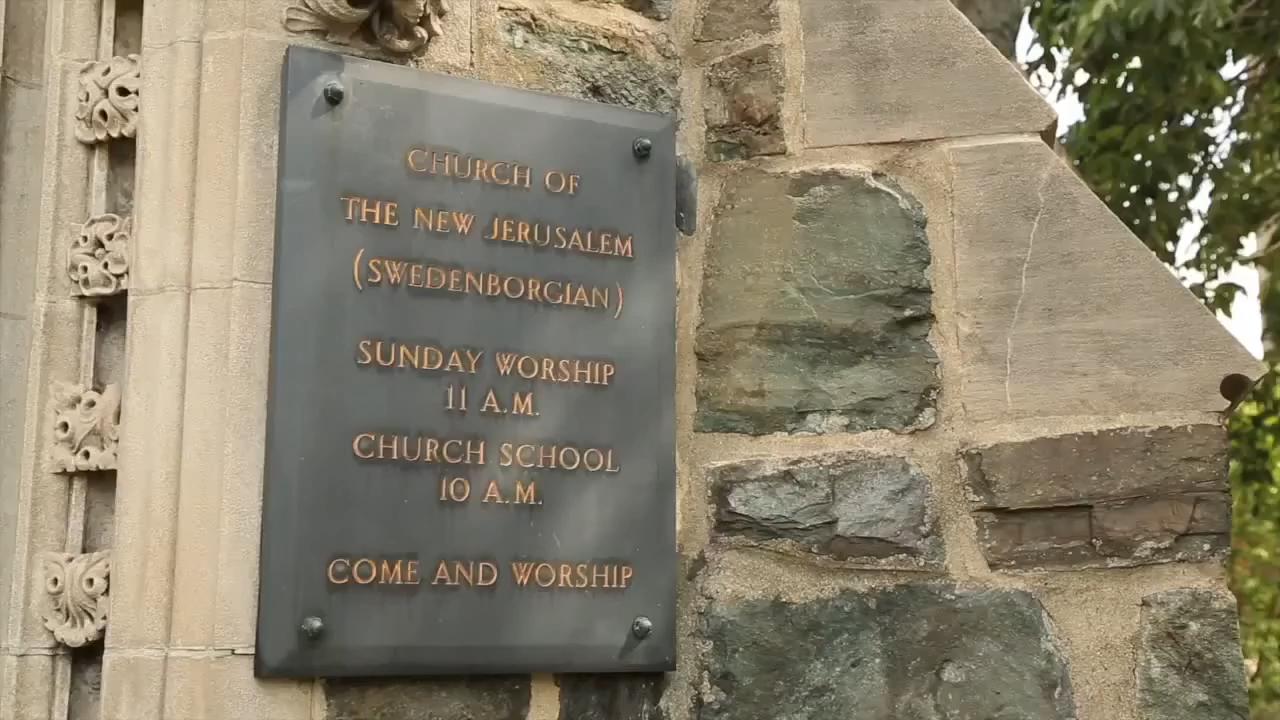 CHURCH OF
THE NEW JERUSALEM
(SWEDENBORGIAN)
SUNDAY WORSHIP
11 A.M.
CHURCH SCHOOL
10 A.M.
COME AND WORSHIP